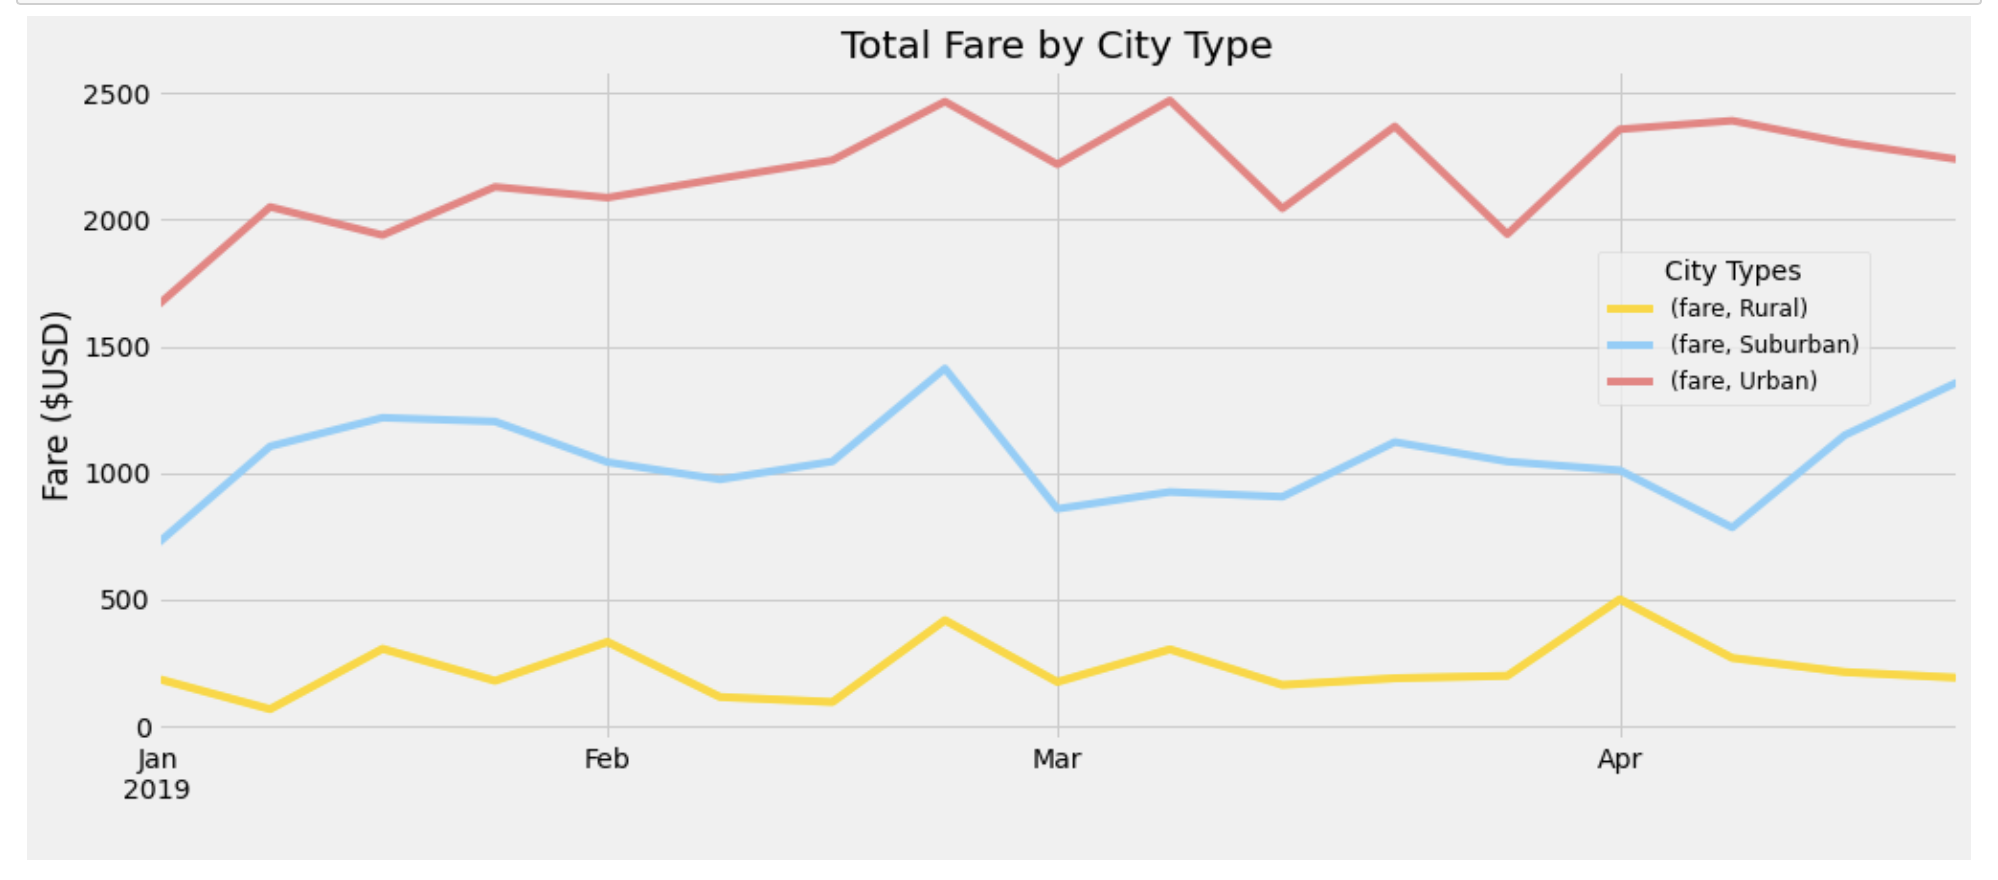 Total Fare by City Type
2500
2000
1500
1000
500
0
Fare ($USD)
City Types
(fare, Rural)
(fare, Suburban)
(fare, Urban)
Jan Feb Mar Apr
2019